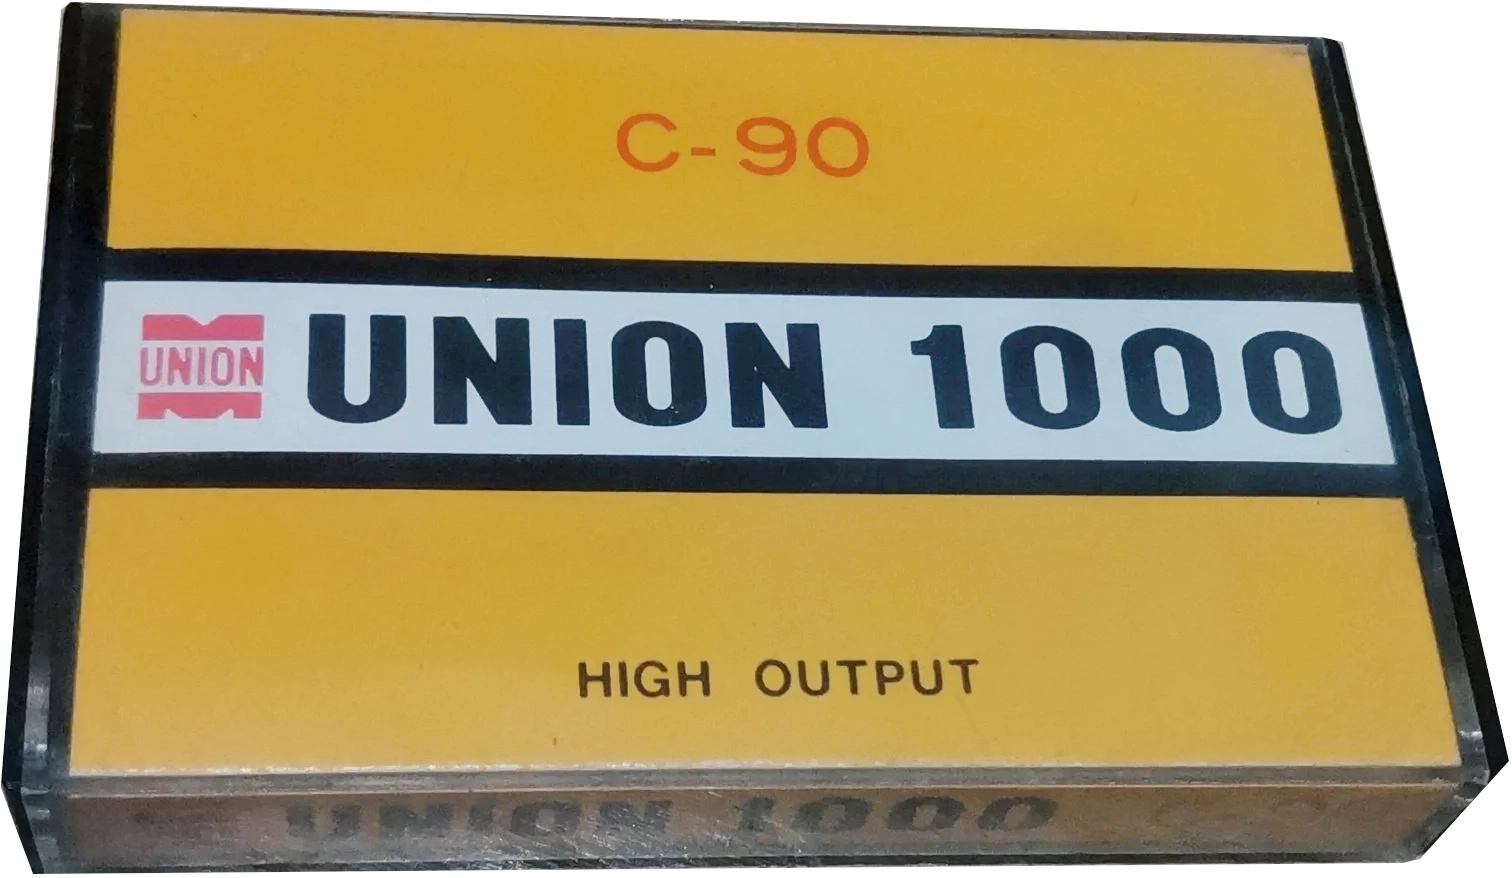 C-90
UNION
UNION 1000
HIGH OUTPUT
UNION 1000